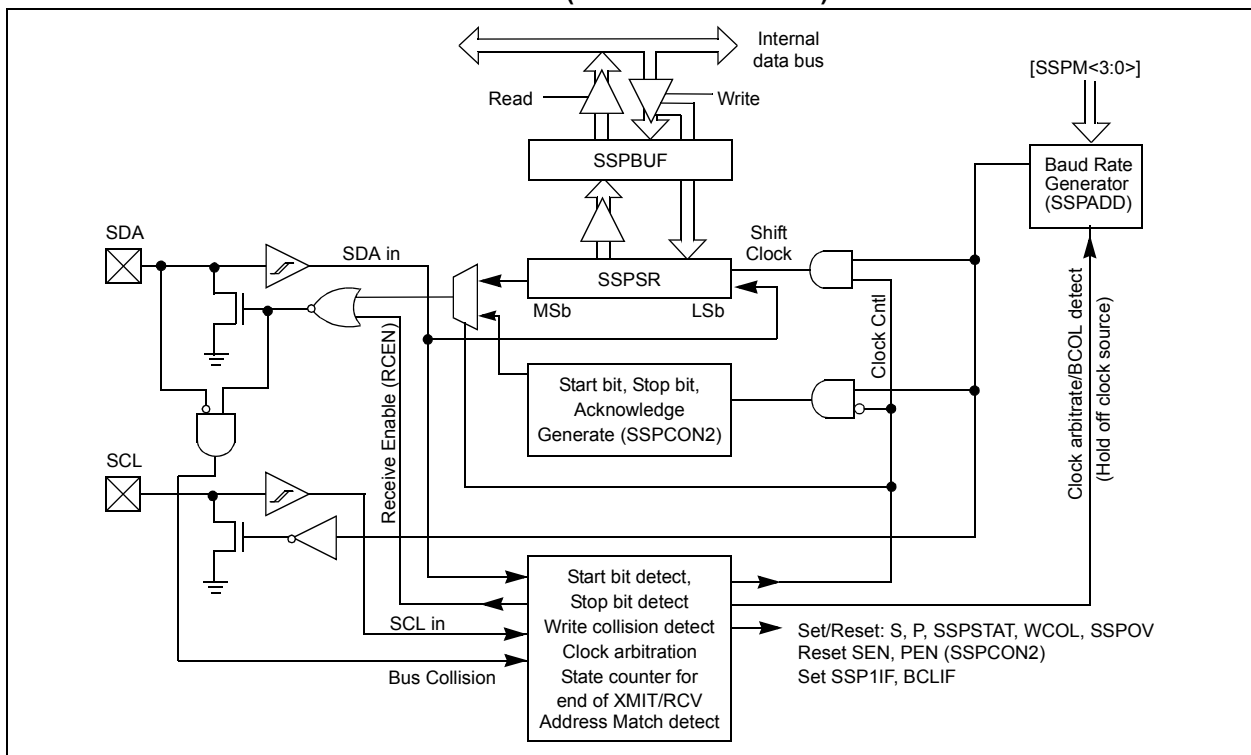 Internal
data bus
[SSPM<3:0>]
Read
Write
SSPBUF
Baud Rate
Generator
(SSPADD)
SDA
SDA in
Shift
Clock
SSPSR
MSb
LSb
Clock Cntl
Receive Enable (RCEN)
Start bit, Stop bit,
Acknowledge
Generate (SSPCON2)
Clock arbitrate/BCOL detect
(Hold off clock source)
SCL
SCL in
Bus Collision
Start bit detect,
Stop bit detect
Write collision detect
Clock arbitration
State counter for
end of XMIT/RCV
Address Match detect
Set/Reset: S, P, SSPSTAT, WCOL, SSPOV
Reset SEN, PEN (SSPCON2)
Set SSP1IF, BCLIF